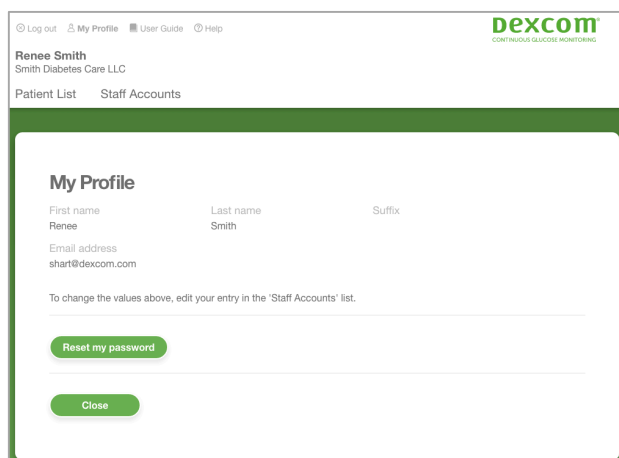 Log out My Profile User Guide Help
Dexcom
CONTINUOUS GLUCOSE MONITORING
Renee Smith
Smith Diabetes Care LLC
Patient List Staff Accounts
My Profile
First name Last name Suffix
Renee Smith
Email address
shart@dexcom.com
To change the values above, edit your entry in the 'Staff Accounts' list.
Reset my password
Close